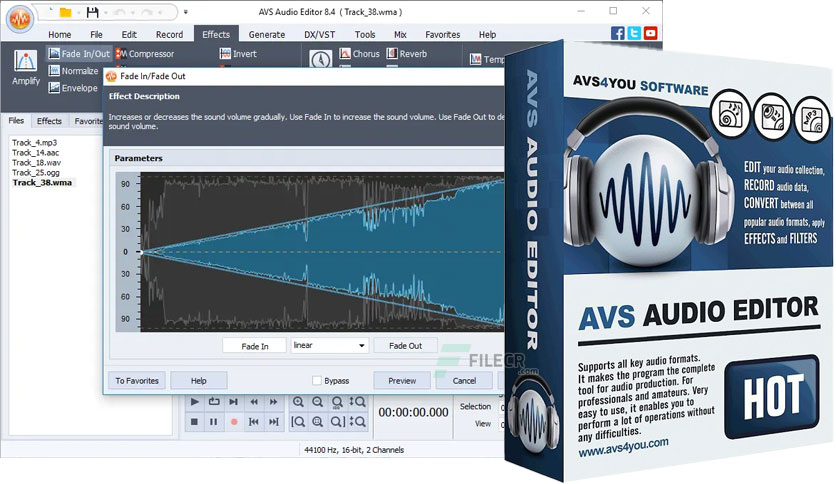 AVS Audio Editor 8.4 ( Track_38.wma )
Home File Edit Record Effects Generate DX/VST Tools Mix Favorites Help
Amplify
Fade In/Out
Normalize
Envelope
Compressor
Invert
Chorus
Reverb
Files Effects
Track_4.mp3
Track_14.aac
Track_18.wav
Track_25.ogg
Track_38.wma
Fade In/Fade Out
Effect Description
Increases or decreases the sound volume gradually. Use Fade In to increase the sound volume. Use Fade Out to
sound volume.
Parameters
90
60
30
0
30
60
90
90
60
30
0
30
60
90
Fade In linear Fade Out
To Favorites Help Bypass Preview Cancel
00:00:00.000
Selection
View
44100 Hz, 16-bit, 2 Channels
FILECR
.com
AVS AUDIO EDITOR
AVS4YOU SOFTWARE
MP3
EDIT your audio collection,
RECORD audio data,
CONVERT between all
popular audio formats, apply
EFFECTS and FILTERS
AVS AUDIO EDITOR
Supports all key audio formats.
It makes the program the complete
tool for audio production. For
professionals and amateurs. Very
easy to use, it enables you to
perform a lot of operations without
any difficulties.
www.avs4you.com
HOT